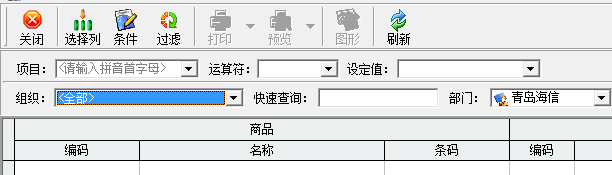 关闭 选择列 条件 过滤 打印 预览 图形 刷新
项目: <请输入拼音首字母> 运算符: 设定值:
组织: <全部> 快速查询: 部门: 青岛海信
商品
编码 名称 条码 编码